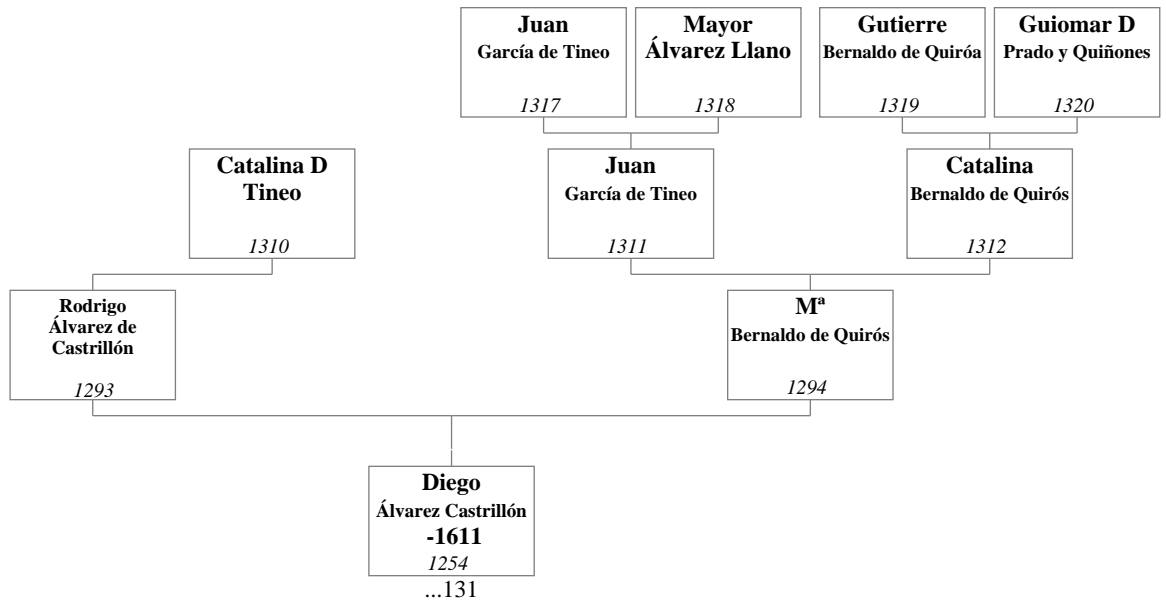 Juan
García de Tineo
1317
Mayor
Álvarez Llano
1318
Gutierre
Bernaldo de Quiróa
1319
Guiomar D
Prado y Quiñones
1320
Catalina D
Tineo
1310
Juan
García de Tineo
1311
Catalina
Bernaldo de Quirós
1312
Rodrigo
Álvarez de
Castrillón
1293
Mª
Bernaldo de Quirós
1294
Diego
Álvarez Castrillón
-1611
1254
...131